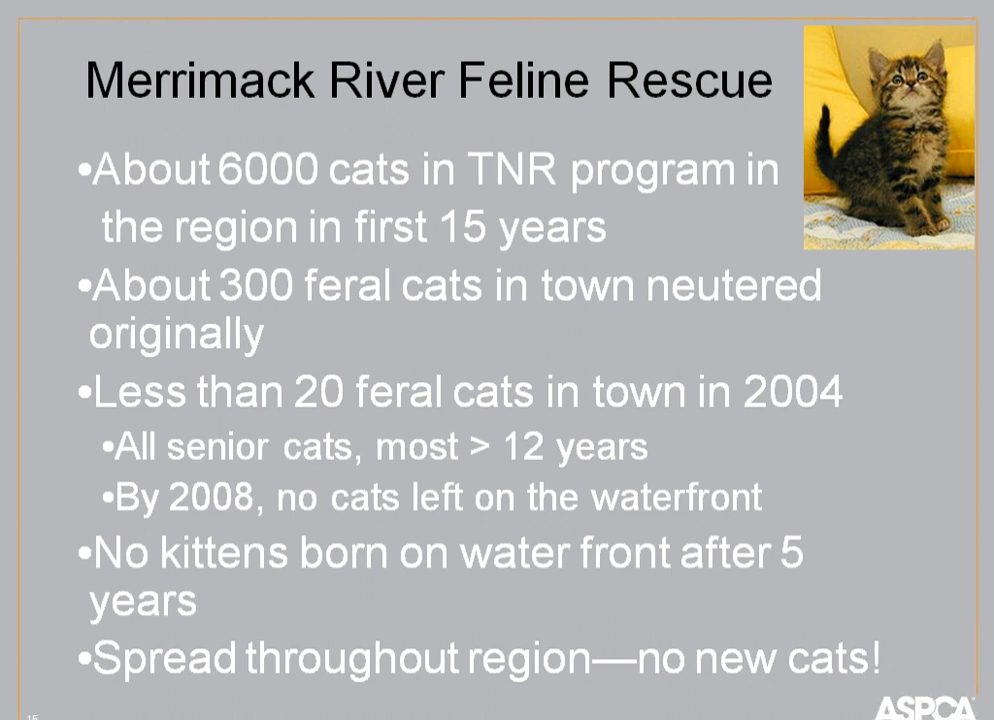 Merrimack River Feline Rescue
•About 6000 cats in TNR program in
the region in first 15 years
•About 300 feral cats in town neutered
originally
•Less than 20 feral cats in town in 2004
•All senior cats, most > 12 years
•By 2008, no cats left on the waterfront
•No kittens born on water front after 5
years
•Spread throughout region—no new cats!
ASPCA